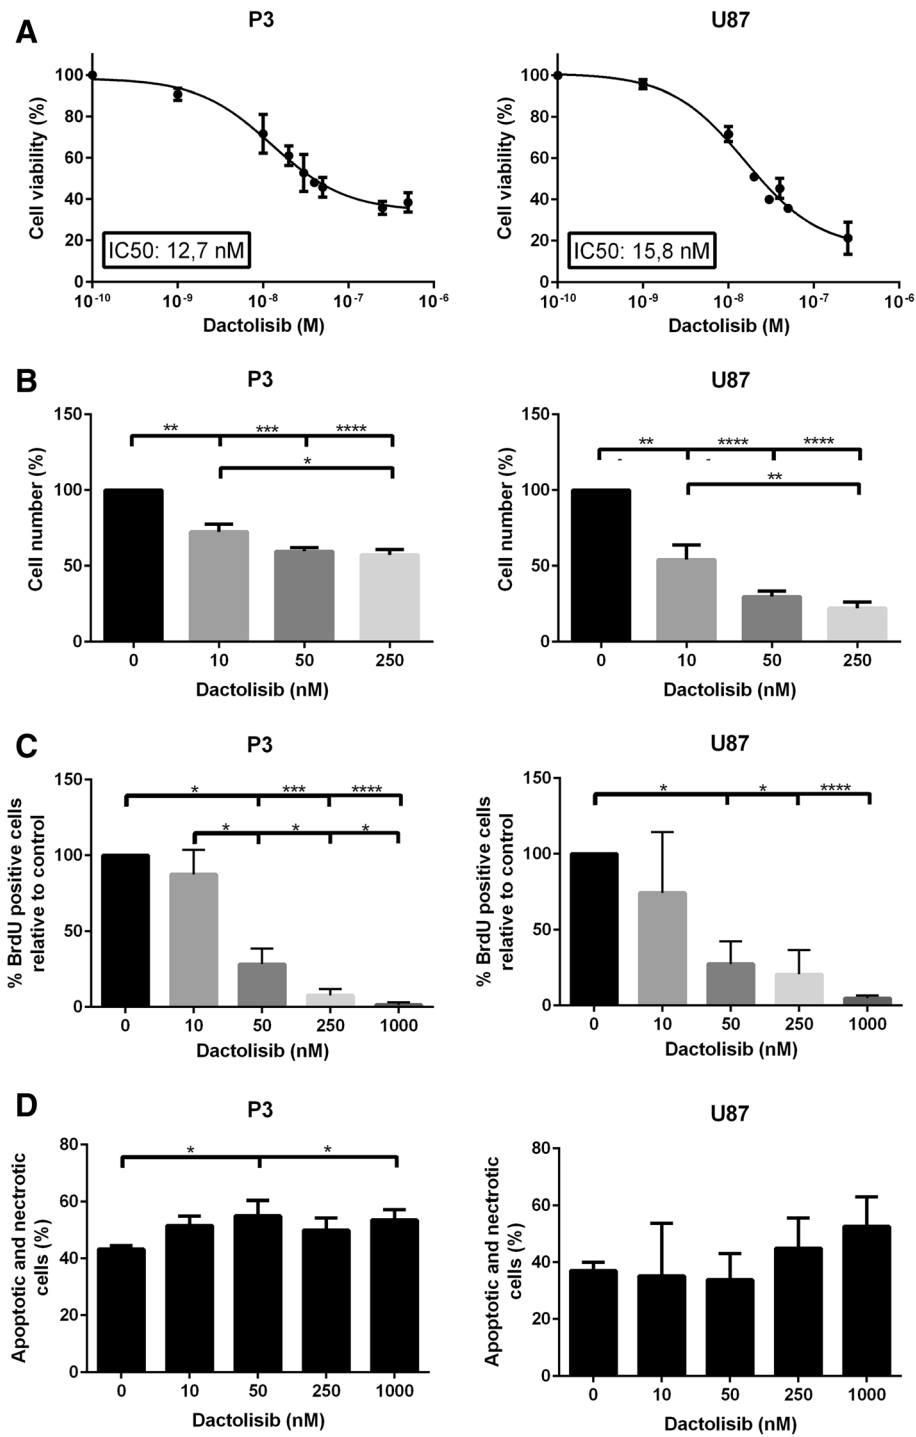 A
P3
U87
Cell viability (%)
100
80
60
40
20
0
IC50: 12,7 nM
10-10
10-9
10-8
10-7
10-6
Dactolisib (M)
Cell viability (%)
100
80
60
40
20
0
IC50: 15,8 nM
10-10
10-9
10-8
10-7
10-6
Dactolisib (M)
B
P3
U87
Cell number (%)
150
100
50
0
** *** ****
*
0 10 50 250
Dactolisib (nM)
Cell number (%)
150
100
50
0
** **** ****
**
0 10 50 250
Dactolisib (nM)
C
P3
U87
% BrdU positive cells
relative to control
150
100
50
0
* *** ****
* * *
0 10 50 250 1000
Dactolisib (nM)
% BrdU positive cells
relative to control
150
100
50
0
* * ****
0 10 50 250 1000
Dactolisib (nM)
D
P3
U87
Apoptotic and nectrotic
cells (%)
80
60
40
20
0
* *
0 10 50 250 1000
Dactolisib (nM)
Apoptotic and nectrotic
cells (%)
80
60
40
20
0
0 10 50 250 1000
Dactolisib (nM)